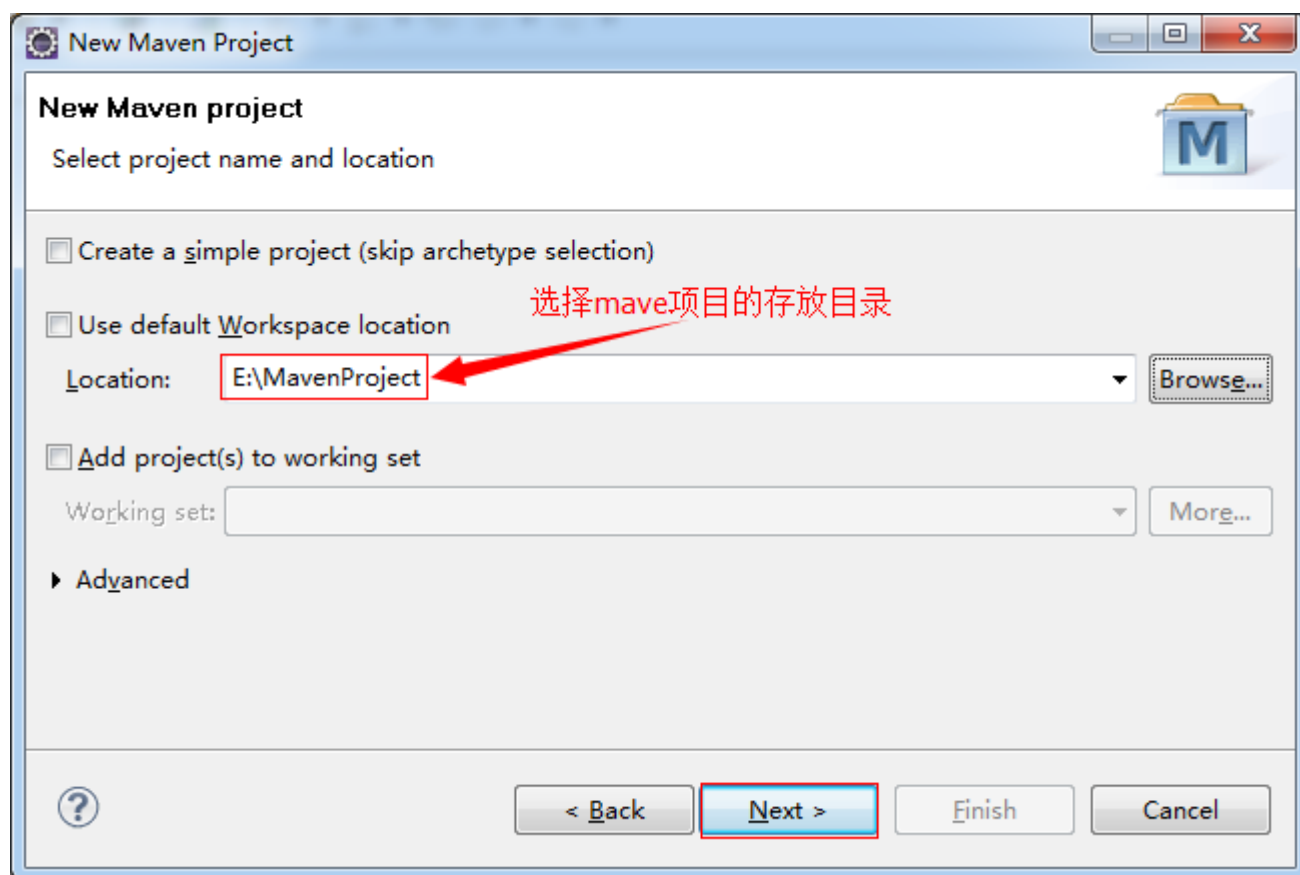 New Maven Project
New Maven project
M
Select project name and location
Create a simple project (skip archetype selection)
选择mave项目的存放目录
Use default Workspace location
Location: E:\MavenProject Browse...
Add project(s) to working set
Working set: More...
Advanced
? < Back Next > Finish Cancel